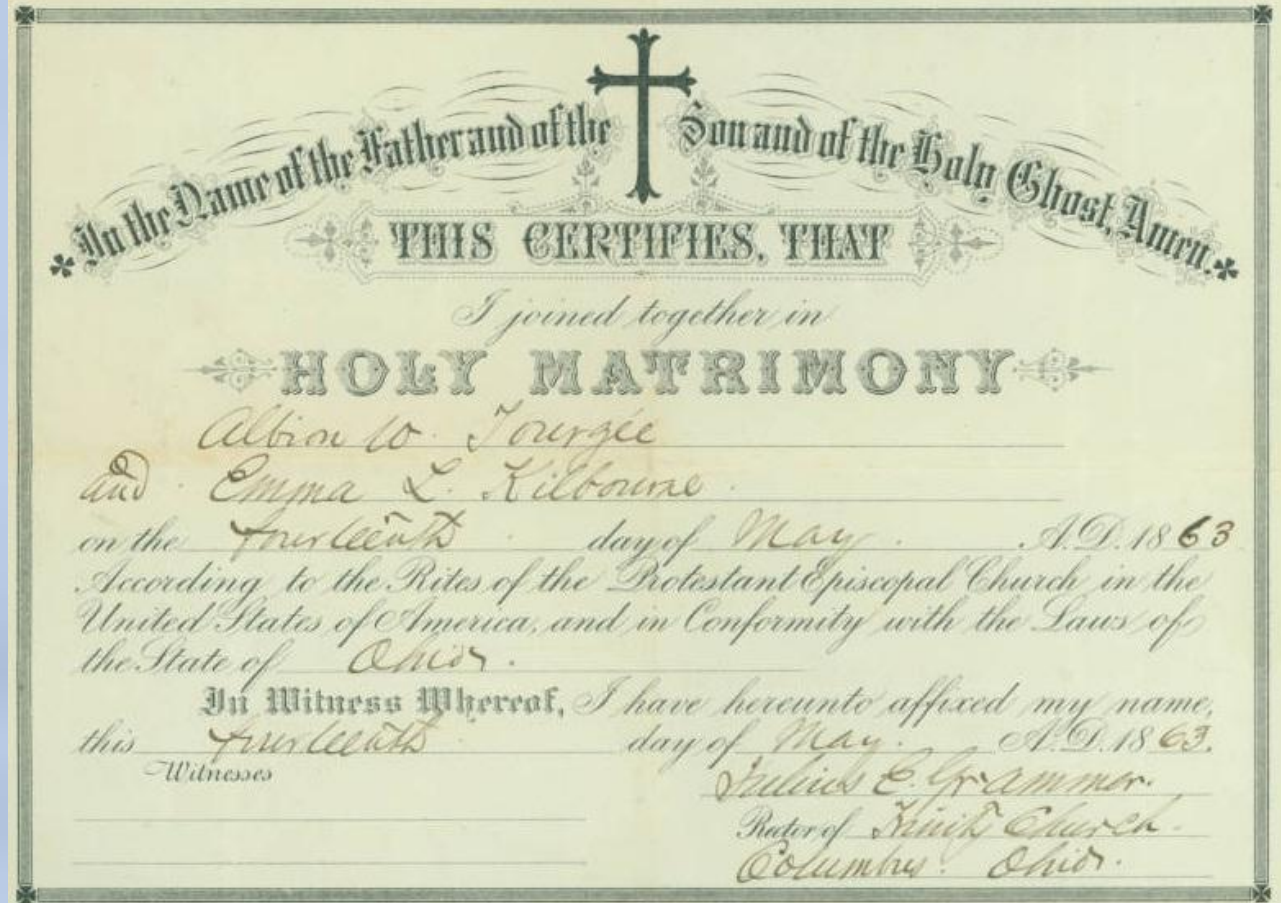 In the Name of the Father and of the Son and of the Holy Ghost, Amen.
THIS CERTIFIES, THAT
I joined together in
HOLY MATRIMONY
Albion W. Tourgée
and Emma L. Kilbourne.
on the fourteenth day of May. A.D. 1863
According to the Rites of the Protestant Episcopal Church in the
United States of America, and in Conformity with the Laws of
the State of Ohio.
In Witness Whereof, I have hereunto affixed my name,
this fourteenth day of May. A.D. 1863.
Witnesses
Julius E. Grammer.
Rector of Trinity Church.
Columbus. Ohio.